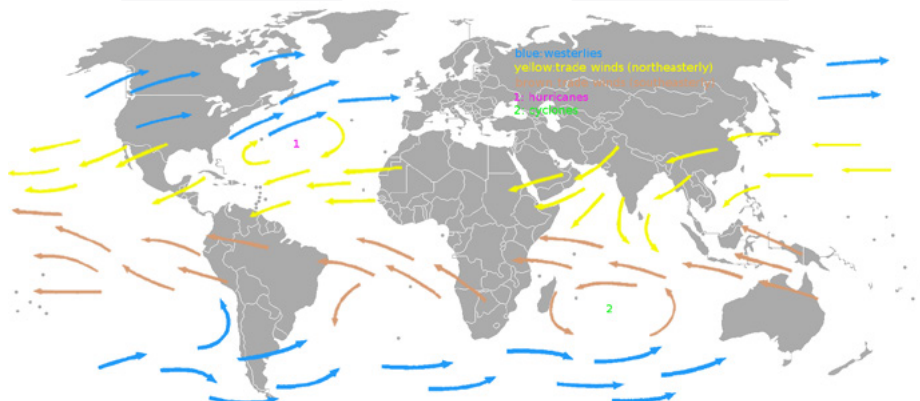 blue:westerlies
yellow:trade winds (northeasterly)
1: hurricanes
2: cyclones
1
2